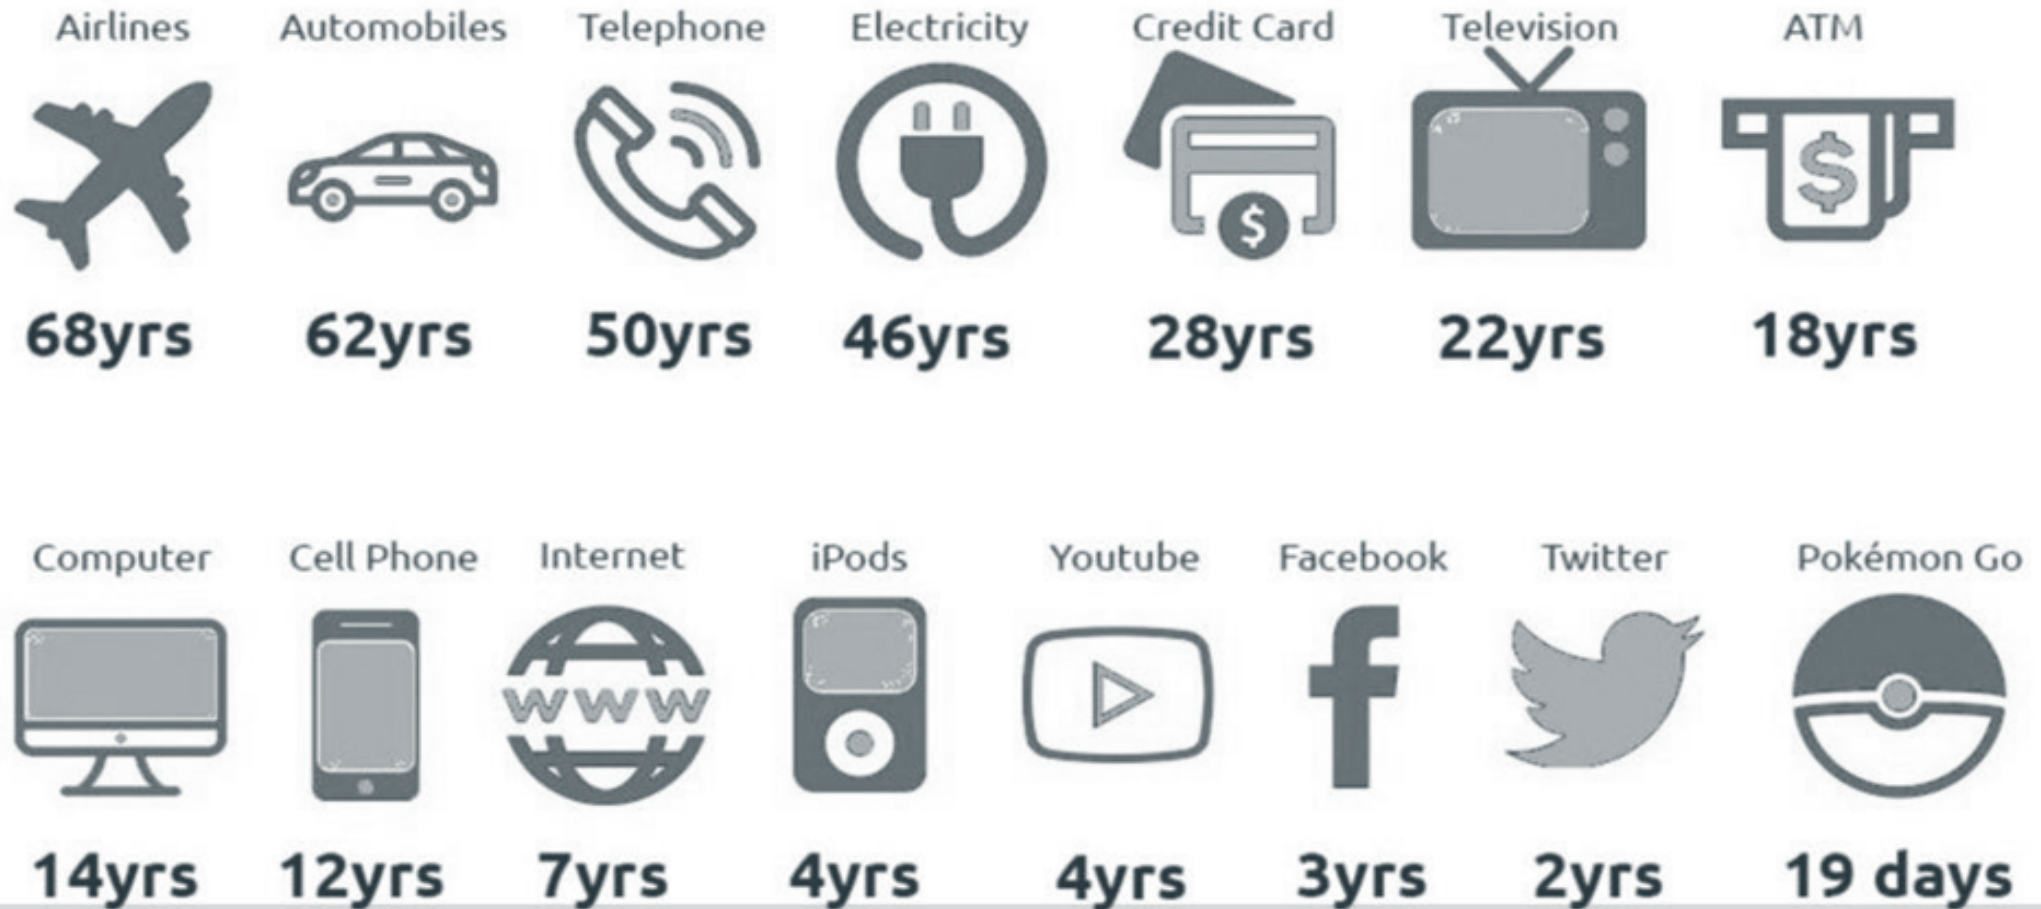 Airlines Automobiles Telephone Electricity Credit Card Television ATM
$ $
68yrs 62yrs 50yrs 46yrs 28yrs 22yrs 18yrs
Computer Cell Phone Internet iPods Youtube Facebook Twitter Pokémon Go
www f
14yrs 12yrs 7yrs 4yrs 4yrs 3yrs 2yrs 19 days